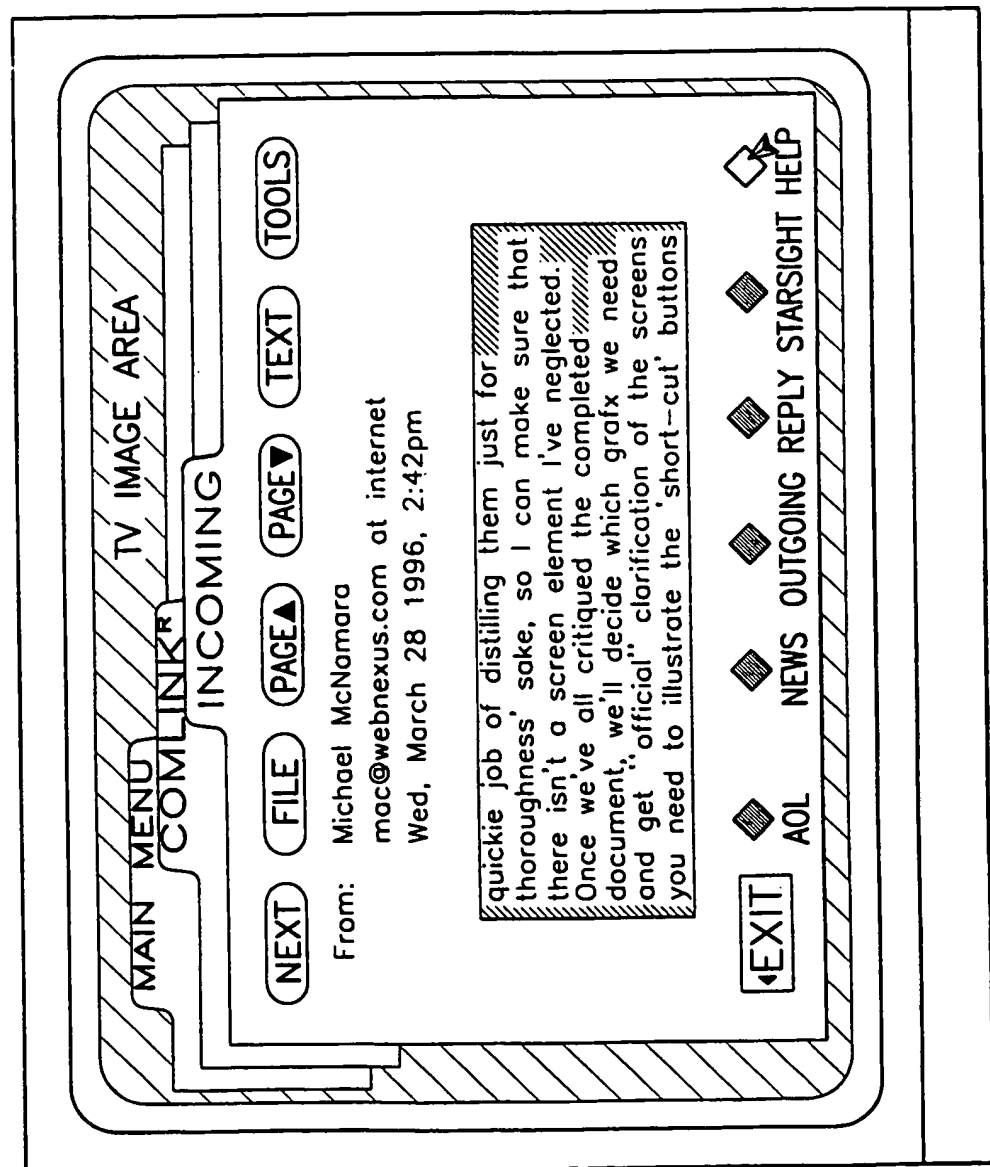 TV IMAGE AREA
MAIN MENU
COMLINK R
INCOMING
NEXT FILE PAGE▲ PAGE▼ TEXT TOOLS
From: Michael McNamara
mac@webnexus.com at internet
Wed, March 28 1996, 2:42pm
quickie job of distilling them just for
thoroughness' sake, so I can make sure that
there isn't a screen element I've neglected.
Once we've all critiqued the completed
document, we'll decide which grafx we need
and get "official" clarification of the screens
you need to illustrate the 'short-cut' buttons
◀EXIT
AOL NEWS OUTGOING REPLY STARSIGHT HELP